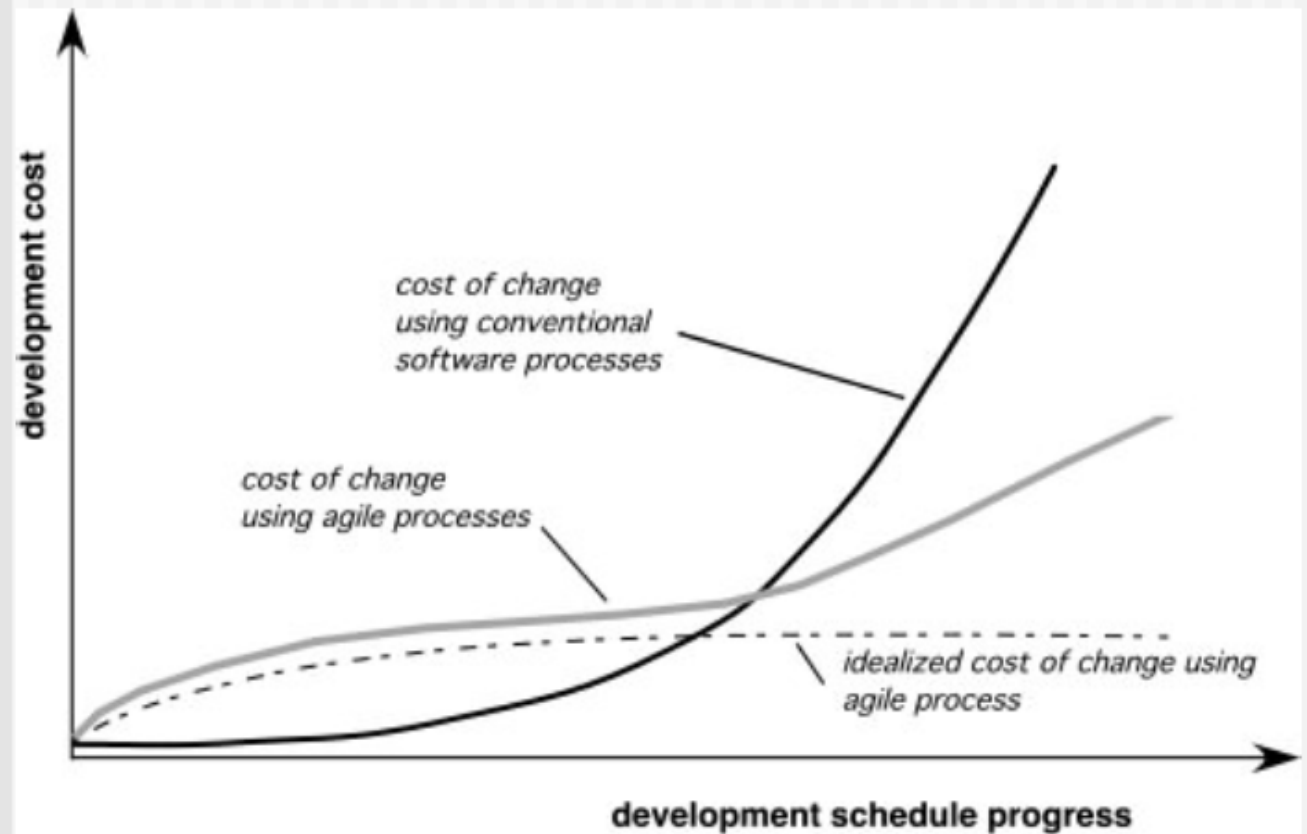 development cost
cost of change
using conventional
software processes
cost of change
using agile processes
idealized cost of change using
agile process
development schedule progress